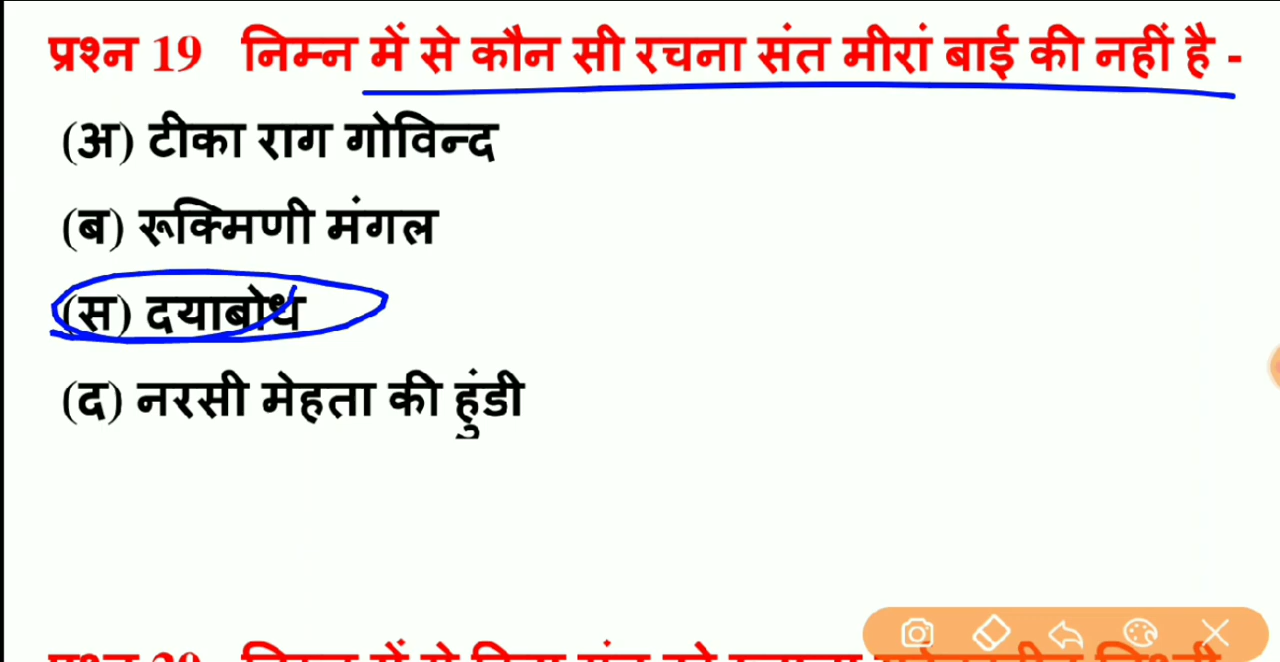 प्रश्न 19 निम्न में से कौन सी रचना संत मीरां बाई की नहीं है -
(अ) टीका राग गोविन्द
(ब) रूक्मिणी मंगल
(स) दयाबोध
(द) नरसी मेहता की हुंडी